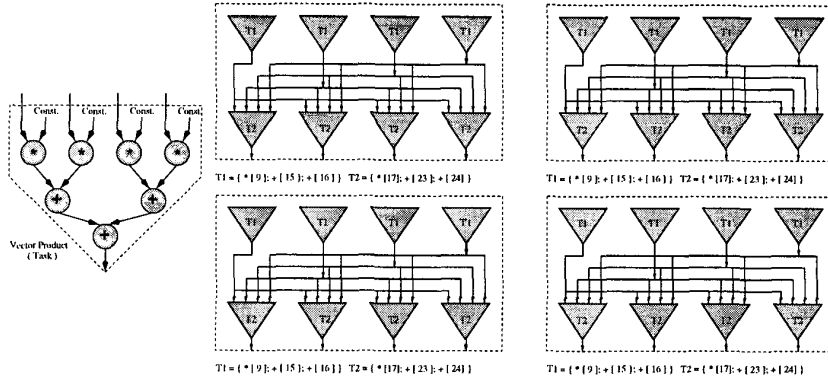 Const. Const. Const. Const.
* * * *
+ +
+
Vector Product
( Task )
T1 T1 T1 T1
T2 T2 T2 T2
T1 = { * [ 9 ]; + [ 15 ]; + [ 16 ] } T2 = { * [17]; + [ 23 ]; + [ 24 ] }
T1 T1 T1 T1
T2 T2 T2 T2
T1 = { * [ 9 ]; + [ 15 ]; + [ 16 ] } T2 = { * [17]; + [ 23 ]; + [ 24 ] }
T1 T1 T1 T1
T2 T2 T2 T2
T1 = { * [ 9 ]; + [ 15 ]; + [ 16 ] } T2 = { * [17]; + [ 23 ]; + [ 24 ] }
T1 T1 T1 T1
T2 T2 T2 T2
T1 = { * [ 9 ]; + [ 15 ]; + [ 16 ] } T2 = { * [17]; + [ 23 ]; + [ 24 ] }